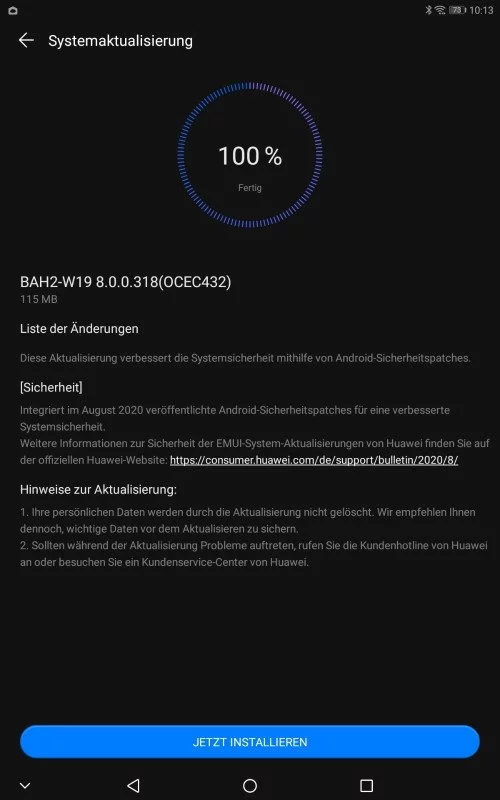 73 10:13
Systemaktualisierung
100 %
Fertig
BAH2-W19 8.0.0.318(OCEC432)
115 MB
Liste der Änderungen
Diese Aktualisierung verbessert die Systemsicherheit mithilfe von Android-Sicherheitspatches.
[Sicherheit]
Integriert im August 2020 veröffentlichte Android-Sicherheitspatches für eine verbesserte
Systemsicherheit.
Weitere Informationen zur Sicherheit der EMUI-System-Aktualisierungen von Huawei finden Sie auf
der offiziellen Huawei-Website: https://consumer.huawei.com/de/support/bulletin/2020/8/
Hinweise zur Aktualisierung:
1. Ihre persönlichen Daten werden durch die Aktualisierung nicht gelöscht. Wir empfehlen Ihnen
dennoch, wichtige Daten vor dem Aktualisieren zu sichern.
2. Sollten während der Aktualisierung Probleme auftreten, rufen Sie die Kundenhotline von Huawei
an oder besuchen Sie ein Kundenservice-Center von Huawei.
JETZT INSTALLIEREN